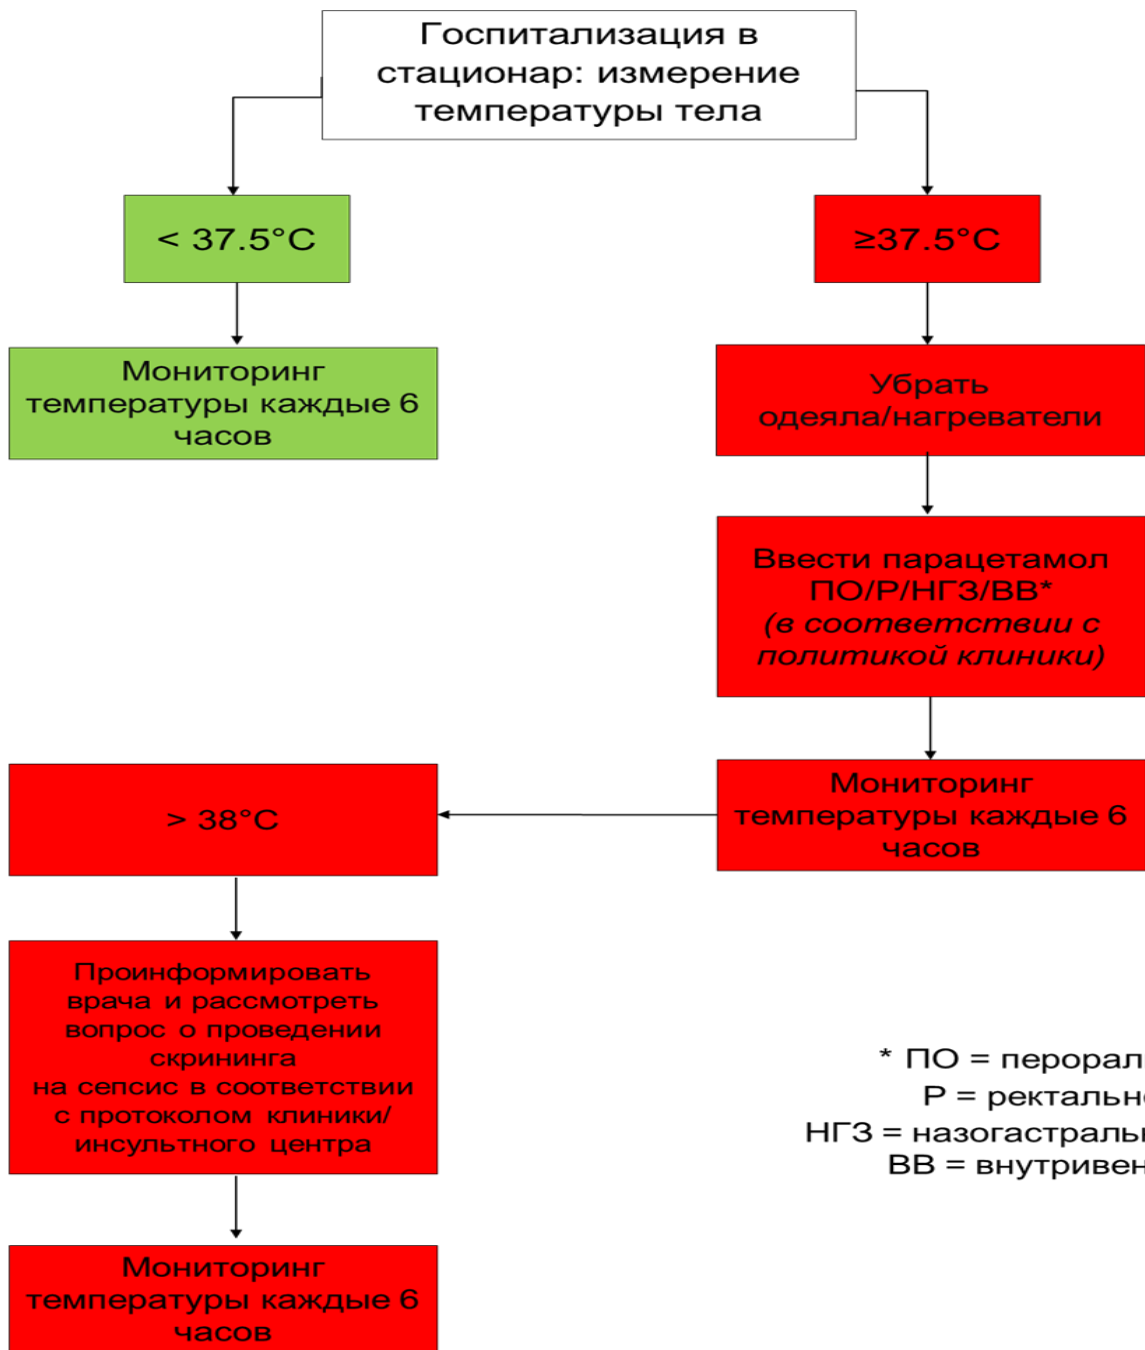 Госпитализация в
стационар: измерение
температуры тела
< 37.5°C
≥37.5°C
Мониторинг
температуры каждые 6
часов
Убрать
одеяла/нагреватели
Ввести парацетамол
ПО/Р/НГЗ/ВВ*
(в соответствии с
политикой клиники)
Мониторинг
температуры каждые 6
часов
> 38°C
Проинформировать
врача и рассмотреть
вопрос о проведении
скрининга
на сепсис в соответствии
с протоколом клиники/
инсультного центра
Мониторинг
температуры каждые 6
часов
* ПО =
Р =
НГЗ =
ВВ =